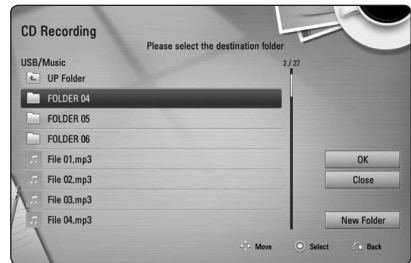 CD Recording
Please select the destination folder
USB/Music
2 / 27
UP Folder
FOLDER 04
FOLDER 05
FOLDER 06
File 01.mp3
OK
File 02.mp3
Close
File 03.mp3
File 04.mp3
New Folder
Move Select Back